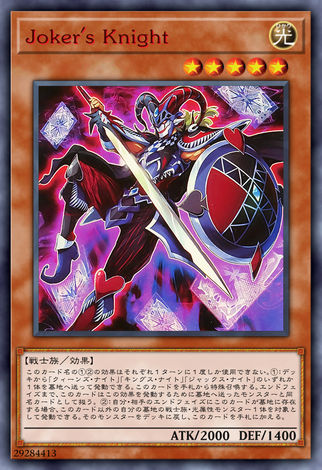 Joker's Knight
光
【戦士族／効果】
このカード名の①②の効果はそれぞれ１ターンに１度しか使用できない。①：デ
ッキから「クィーンズ・ナイト」「キングス・ナイト」「ジャックス・ナイト」のいずれか
１体を墓地へ送って発動できる。このカードを手札から特殊召喚する。エンドフェ
イズまで、このカードはこの効果を発動するために墓地へ送ったモンスターと同
名カードとして扱う。②：自分・相手のエンドフェイズにこのカードが墓地に存在
する場合、このカード以外の自分の墓地の戦士族・光属性モンスター１体を対象と
して発動できる。そのモンスターをデッキに戻し、このカードを手札に加える。
ATK/2000 DEF/1400
29284413